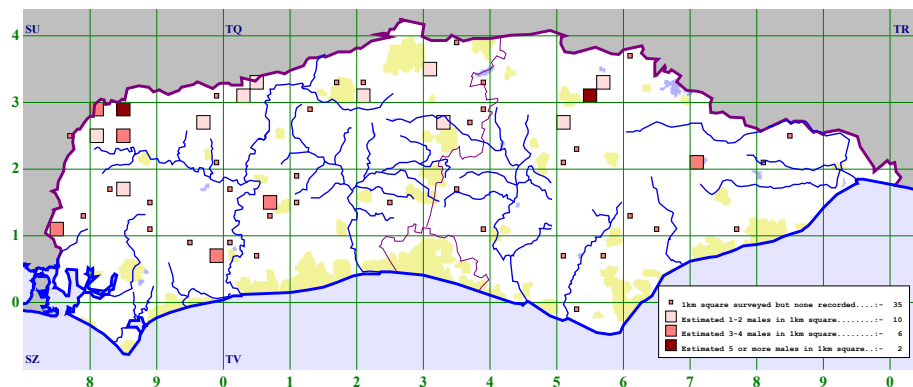 SU TQ TR
4
3
2
1
0
1km square surveyed but none recorded....:- 35
Estimated 1-2 males in 1km square........:- 10
Estimated 3-4 males in 1km square.......:- 6
Estimated 5 or more males in 1km square..:- 2
SZ TV
8 9 0 1 2 3 4 5 6 7 8 9 0